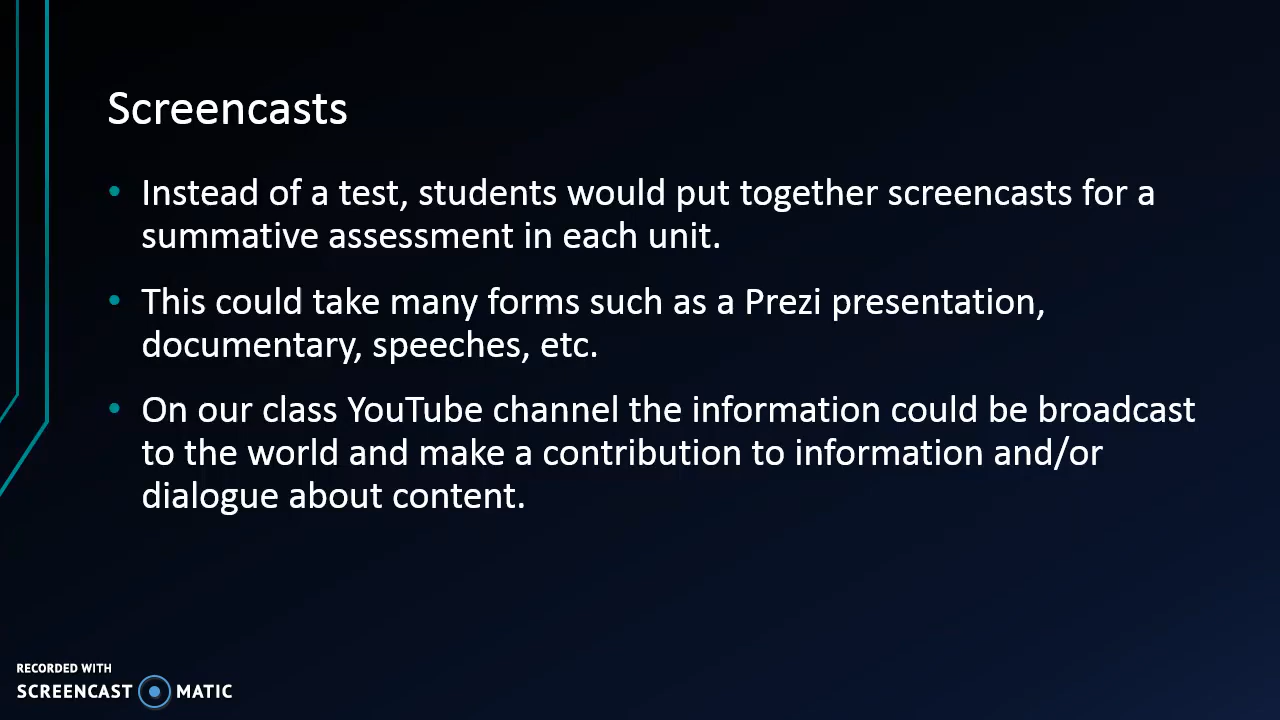 Screencasts
• Instead of a test, students would put together screencasts for a
summative assessment in each unit.
• This could take many forms such as a Prezi presentation,
documentary, speeches, etc.
• On our class YouTube channel the information could be broadcast
to the world and make a contribution to information and/or
dialogue about content.
RECORDED WITH
SCREENCAST MATIC